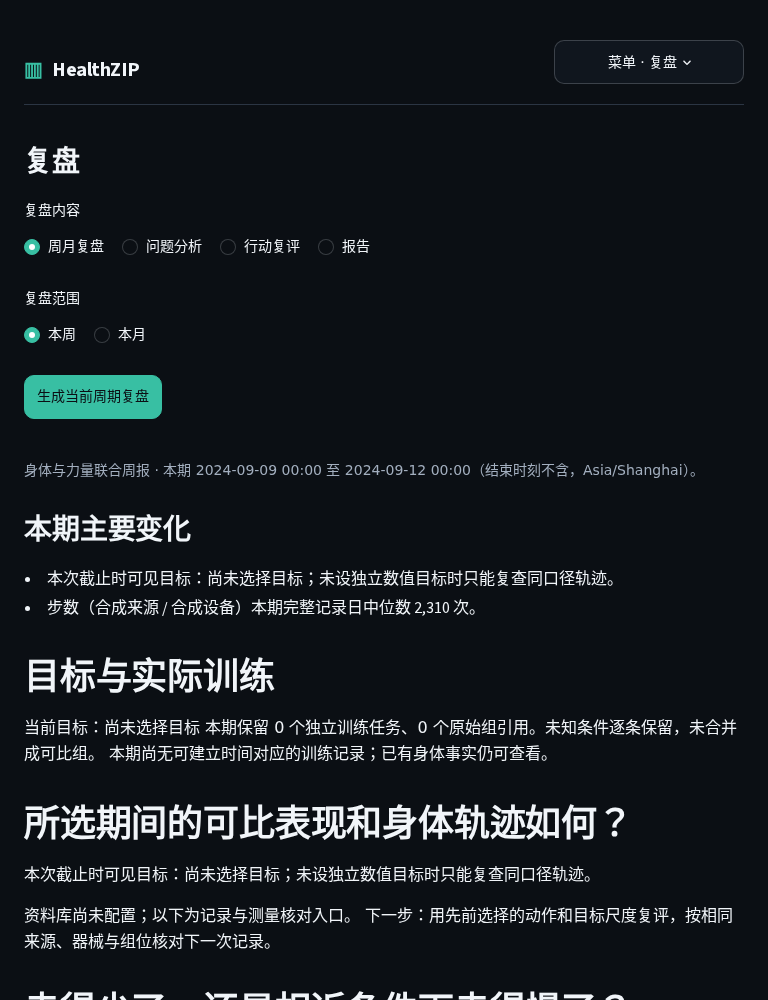 HealthZIP
菜单 · 复盘
复盘
复盘内容
周月复盘 问题分析 行动复评 报告
复盘范围
本周 本月
生成当前周期复盘
身体与力量联合周报 · 本期 2024-09-09 00:00 至 2024-09-12 00:00（结束时刻不含，Asia/Shanghai）。
本期主要变化
• 本次截止时可见目标：尚未选择目标；未设独立数值目标时只能复查同口径轨迹。
• 步数（合成来源 / 合成设备）本期完整记录日中位数 2,310 次。
目标与实际训练
当前目标：尚未选择目标 本期保留 0 个独立训练任务、0 个原始组引用。未知条件逐条保留，未合并
成可比组。 本期尚无可建立时间对应的训练记录；已有身体事实仍可查看。
所选期间的可比表现和身体轨迹如何？
本次截止时可见目标：尚未选择目标；未设独立数值目标时只能复查同口径轨迹。
资料库尚未配置；以下为记录与测量核对入口。 下一步：用先前选择的动作和目标尺度复评，按相同
来源、器械与组位核对下一次记录。